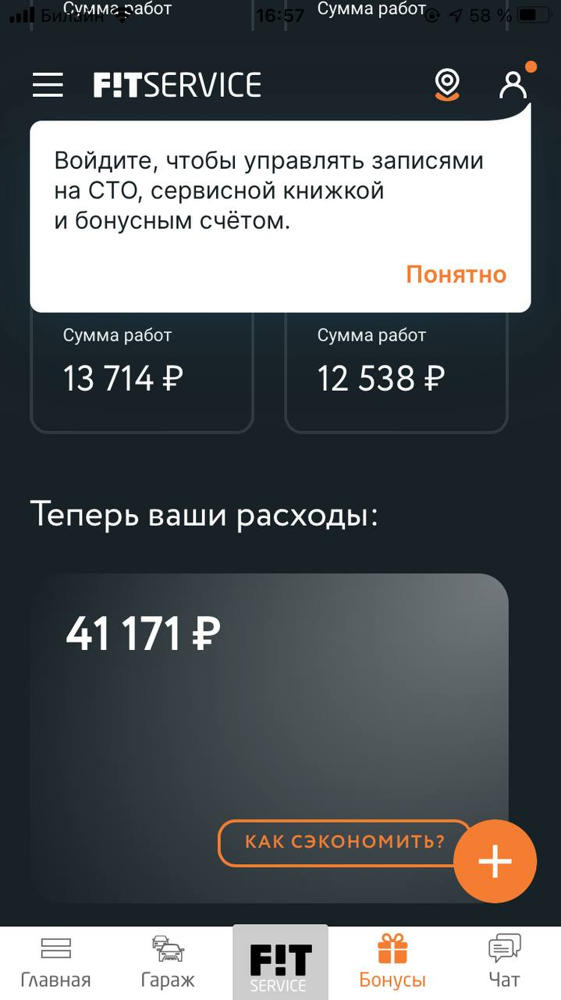 Сумма работ
Сумма работ
Билайн
16:57
58 %
F!TSERVICE
Войдите, чтобы управлять записями
на СТО, сервисной книжкой
и бонусным счётом.
Понятно
Сумма работ
Сумма работ
13 714 ₽
12 538 ₽
Теперь ваши расходы:
41 171 ₽
КАК СЭКОНОМИТЬ?
Главная
Гараж
F!T
SERVICE
Бонусы
Чат